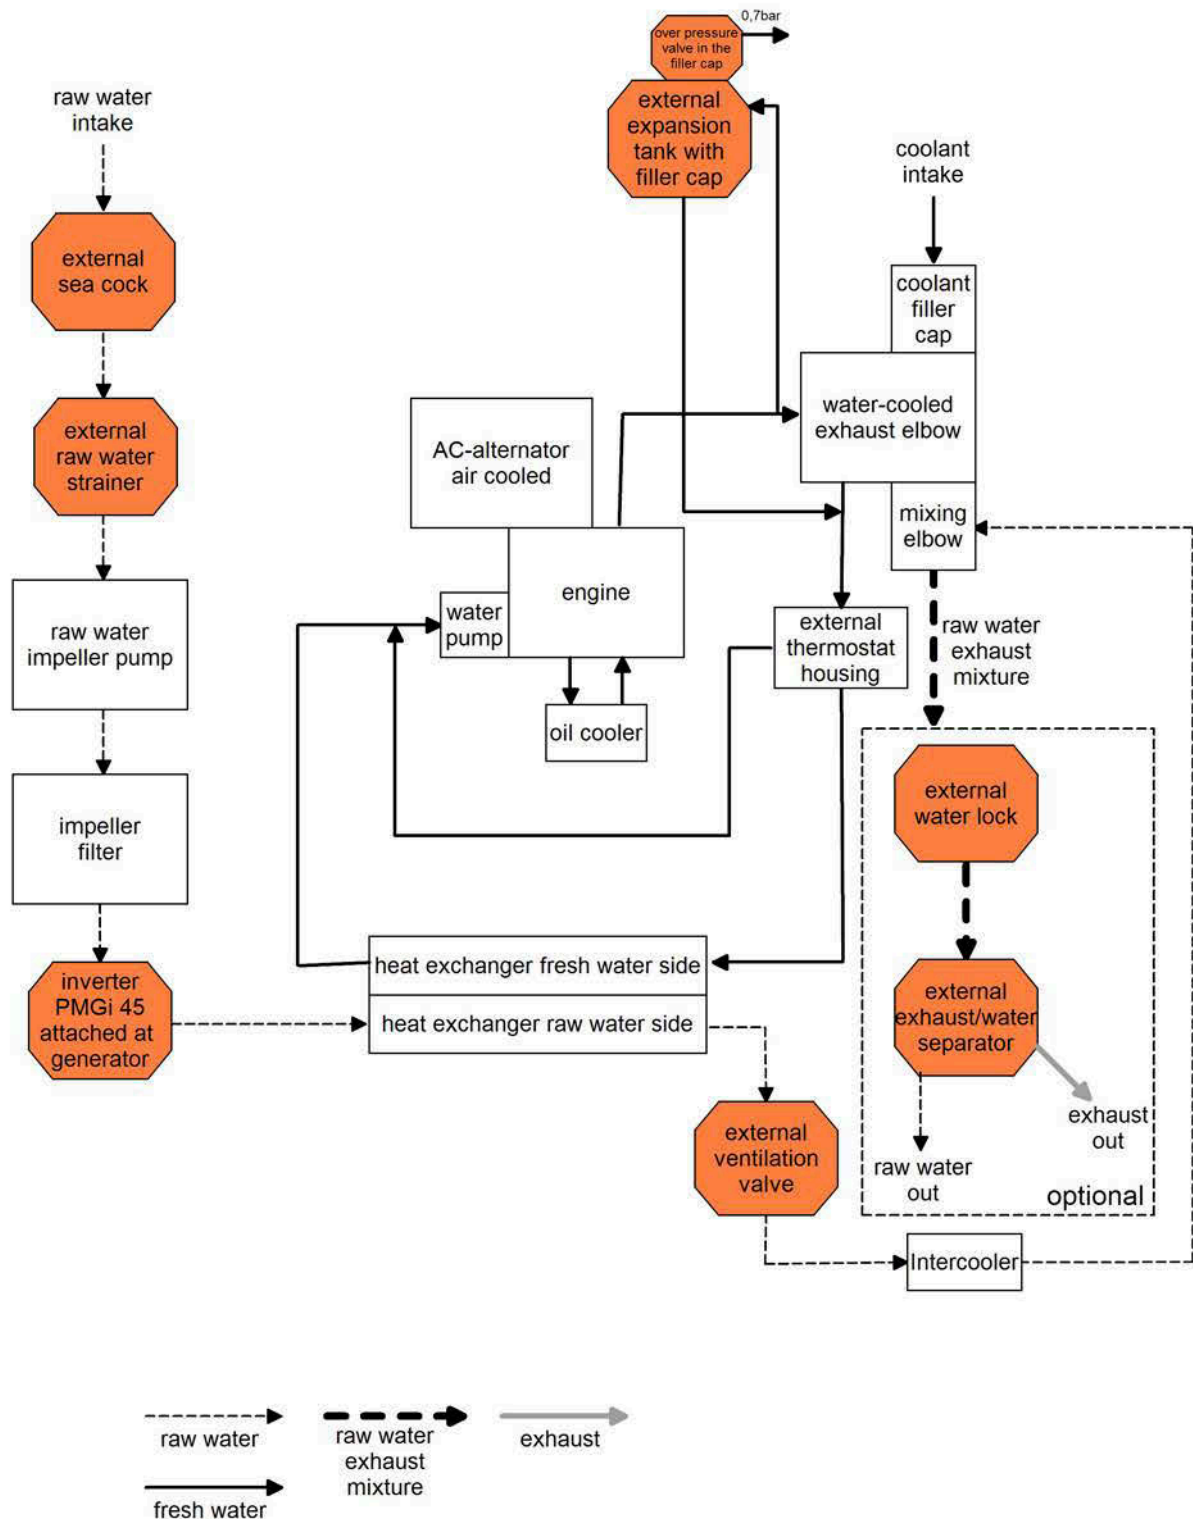 0,7bar
over pressure
valve in the
filler cap
external
expansion
tank with
filler cap
raw water
intake
coolant
intake
external
sea cock
coolant
filler
cap
external
raw water
strainer
AC-alternator
air cooled
water-cooled
exhaust elbow
mixing
elbow
raw water
impeller pump
water
pump
engine
external
thermostat
housing
raw water
exhaust
mixture
oil cooler
impeller
filter
external
water lock
inverter
PMGi 45
attached at
generator
heat exchanger fresh water side
heat exchanger raw water side
external
exhaust/water
separator
exhaust
out
external
ventilation
valve
raw water
out
optional
Intercooler
raw water
raw water
exhaust
mixture
exhaust
fresh water